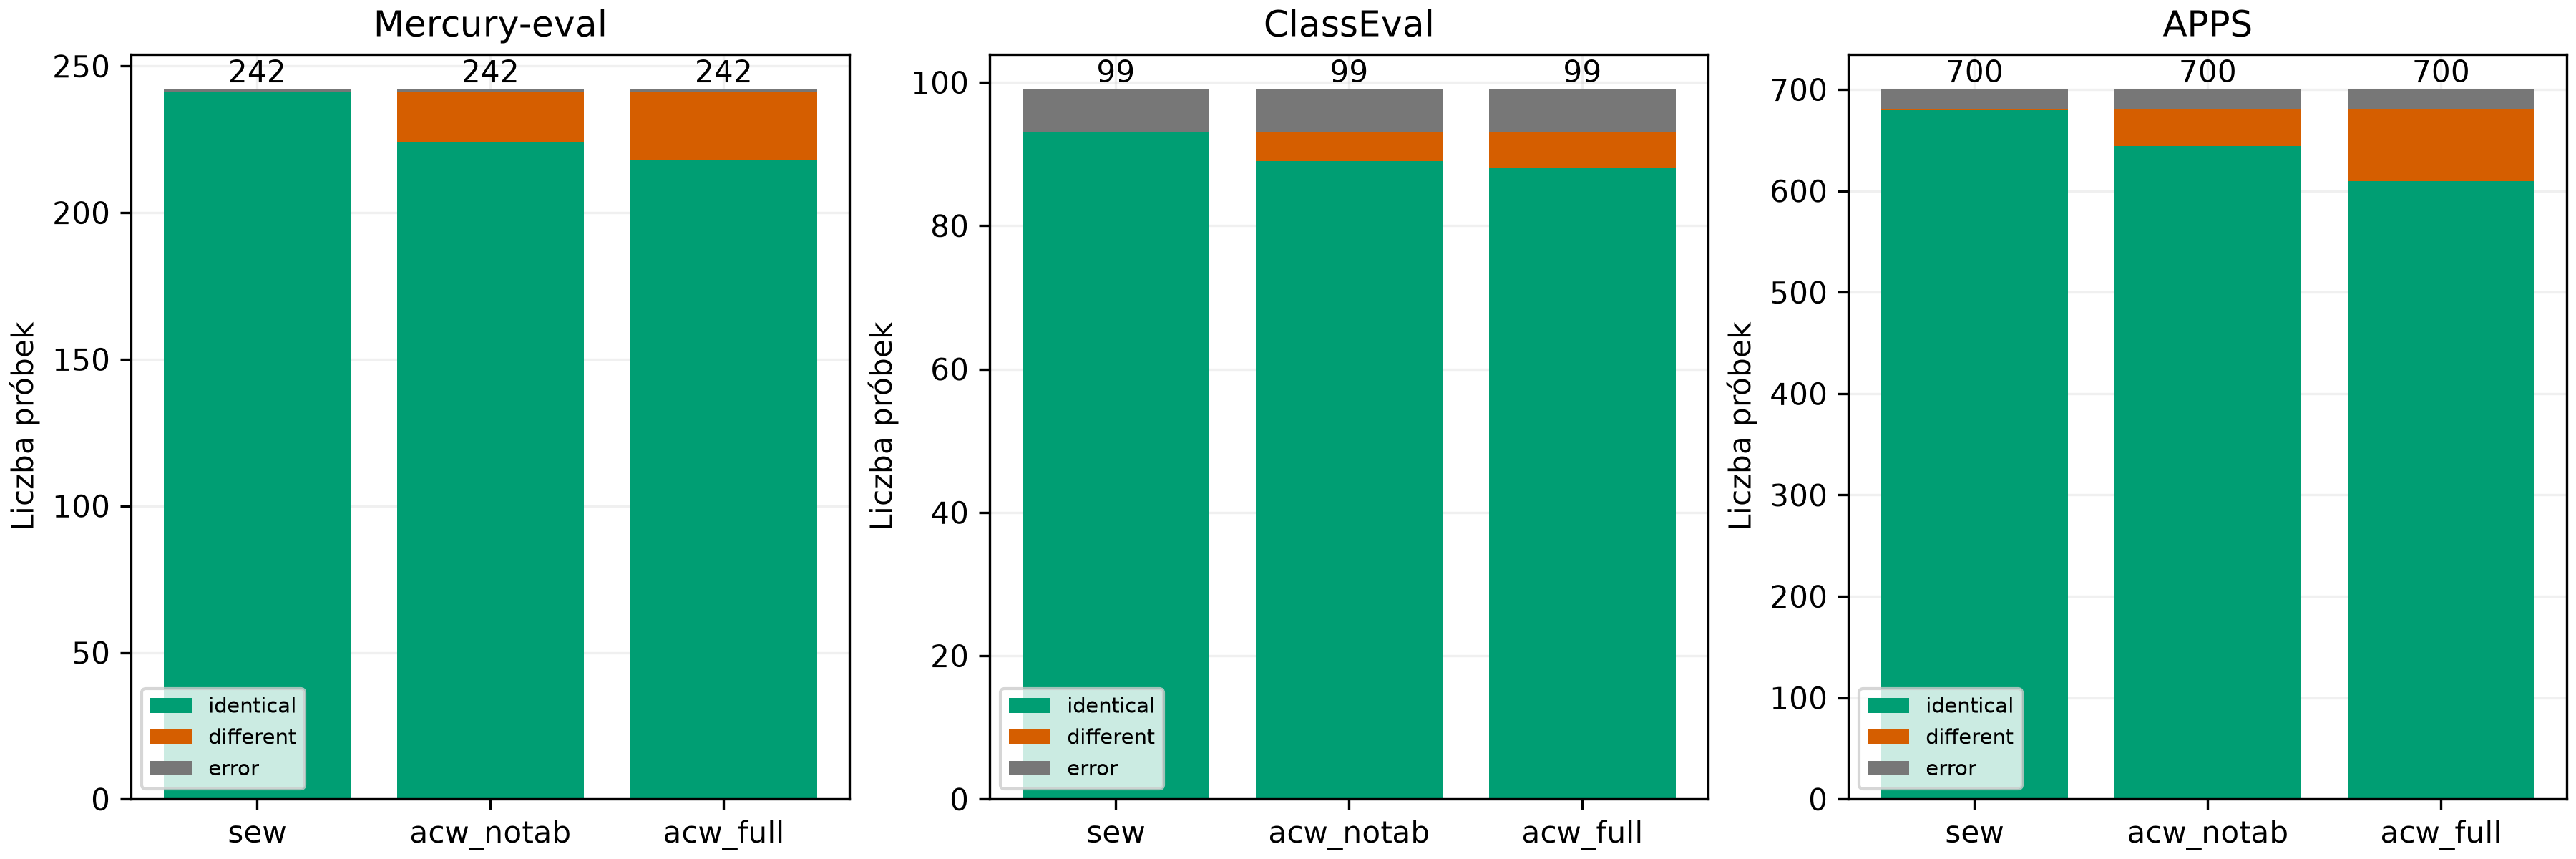 Mercury-eval
250
200
150
100
50
0
Liczba próbek
242
242
242
identical
different
error
sew
acw_notab
acw_full
ClassEval
100
80
60
40
20
0
Liczba próbek
99
99
99
identical
different
error
sew
acw_notab
acw_full
APPS
700
600
500
400
300
200
100
0
Liczba próbek
700
700
700
identical
different
error
sew
acw_notab
acw_full